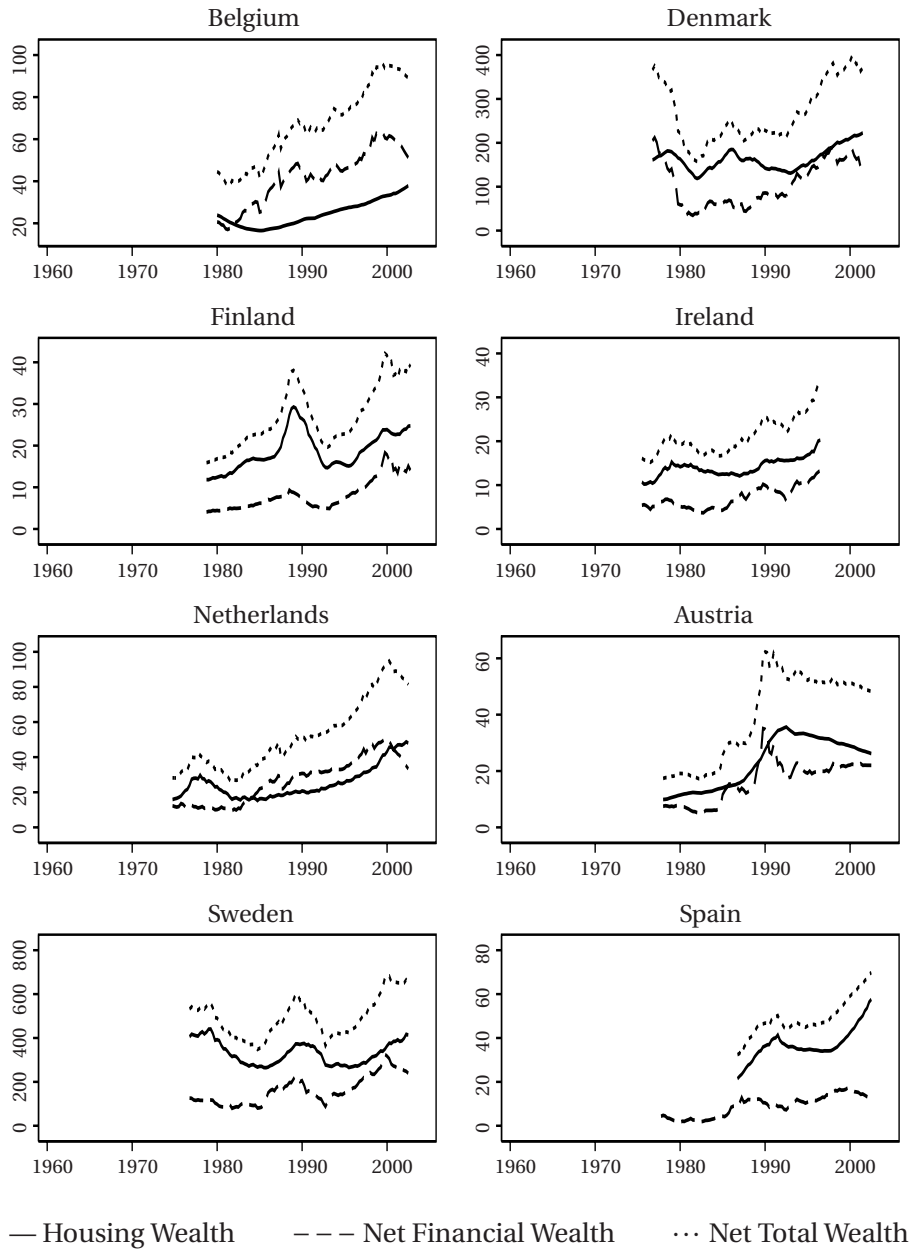 Belgium
20 40 60 80 100
1960 1970 1980 1990 2000
Denmark
0 100 200 300 400
1960 1970 1980 1990 2000
Finland
0 10 20 30 40
1960 1970 1980 1990 2000
Ireland
0 10 20 30 40
1960 1970 1980 1990 2000
Netherlands
0 20 40 60 80 100
1960 1970 1980 1990 2000
Austria
0 20 40 60
1960 1970 1980 1990 2000
Sweden
0 200 400 600 800
1960 1970 1980 1990 2000
Spain
0 20 40 60 80
1960 1970 1980 1990 2000
Housing Wealth Net Financial Wealth Net Total Wealth